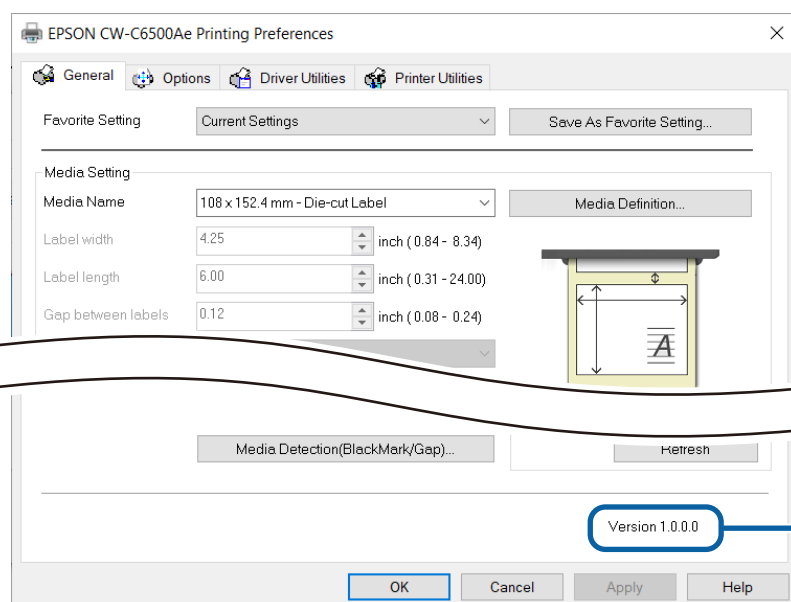 EPSON CW-C6500Ae Printing Preferences
General Options Driver Utilities Printer Utilities
Favorite Setting Current Settings Save As Favorite Setting...
Media Setting
Media Name 108 x 152.4 mm - Die-cut Label Media Definition...
Label width 4.25 inch ( 0.84 - 8.34)
Label length 6.00 inch ( 0.31 - 24.00)
Gap between labels 0.12 inch ( 0.08 - 0.24)
A
Media Detection(BlackMark/Gap)... Refresh
Version 1.0.0.0
OK Cancel Apply Help